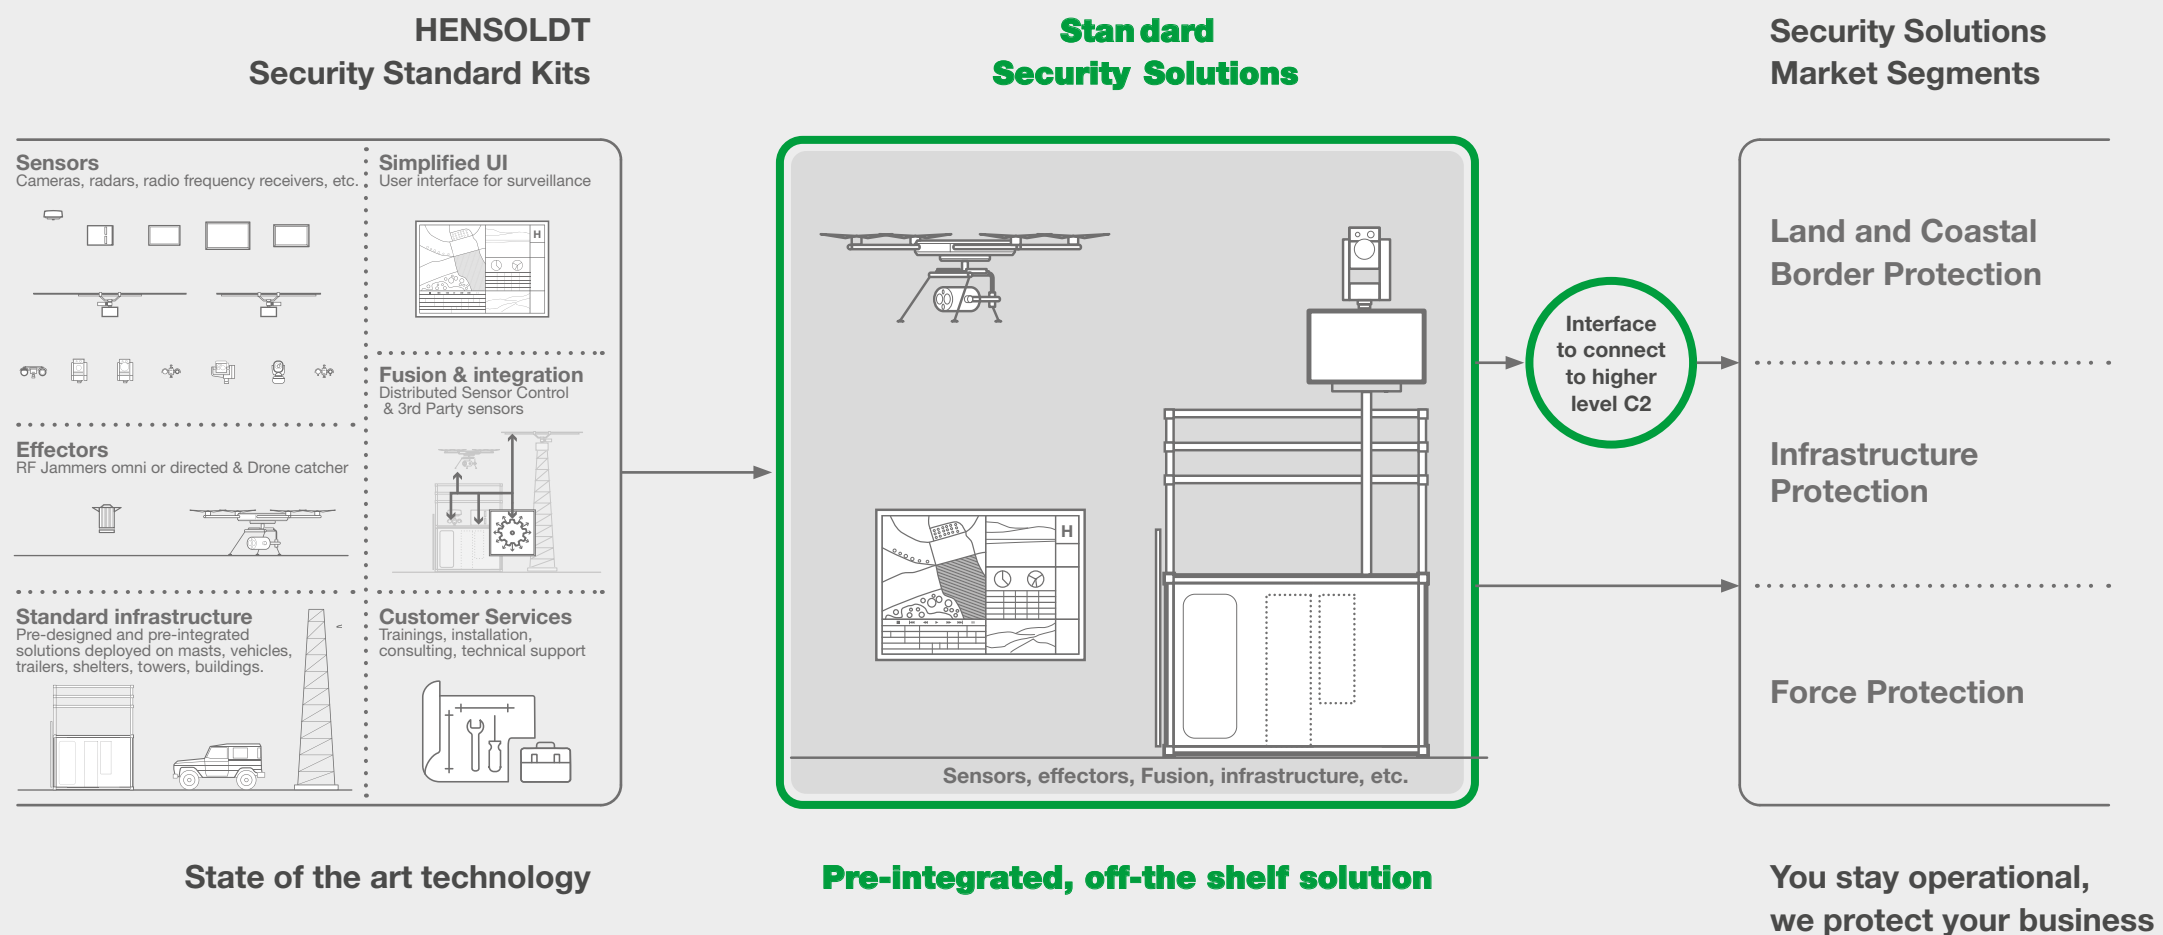 HENSOLDT
Security Standard Kits
Stan dard
Security Solutions
Security Solutions
Market Segments
Sensors
Cameras, radars, radio frequency receivers, etc.
Simplified UI
User interface for surveillance
H
Fusion & integration
Distributed Sensor Control
& 3rd Party sensors
Effectors
RF Jammers omni or directed & Drone catcher
Standard infrastructure
Pre-designed and pre-integrated
solutions deployed on masts, vehicles,
trailers, shelters, towers, buildings.
Customer Services
Trainings, installation,
consulting, technical support
H
Sensors, effectors, Fusion, infrastructure, etc.
Interface
to connect
to higher
level C2
Land and Coastal
Border Protection
Infrastructure
Protection
Force Protection
State of the art technology
Pre-integrated, off-the shelf solution
You stay operational,
we protect your business